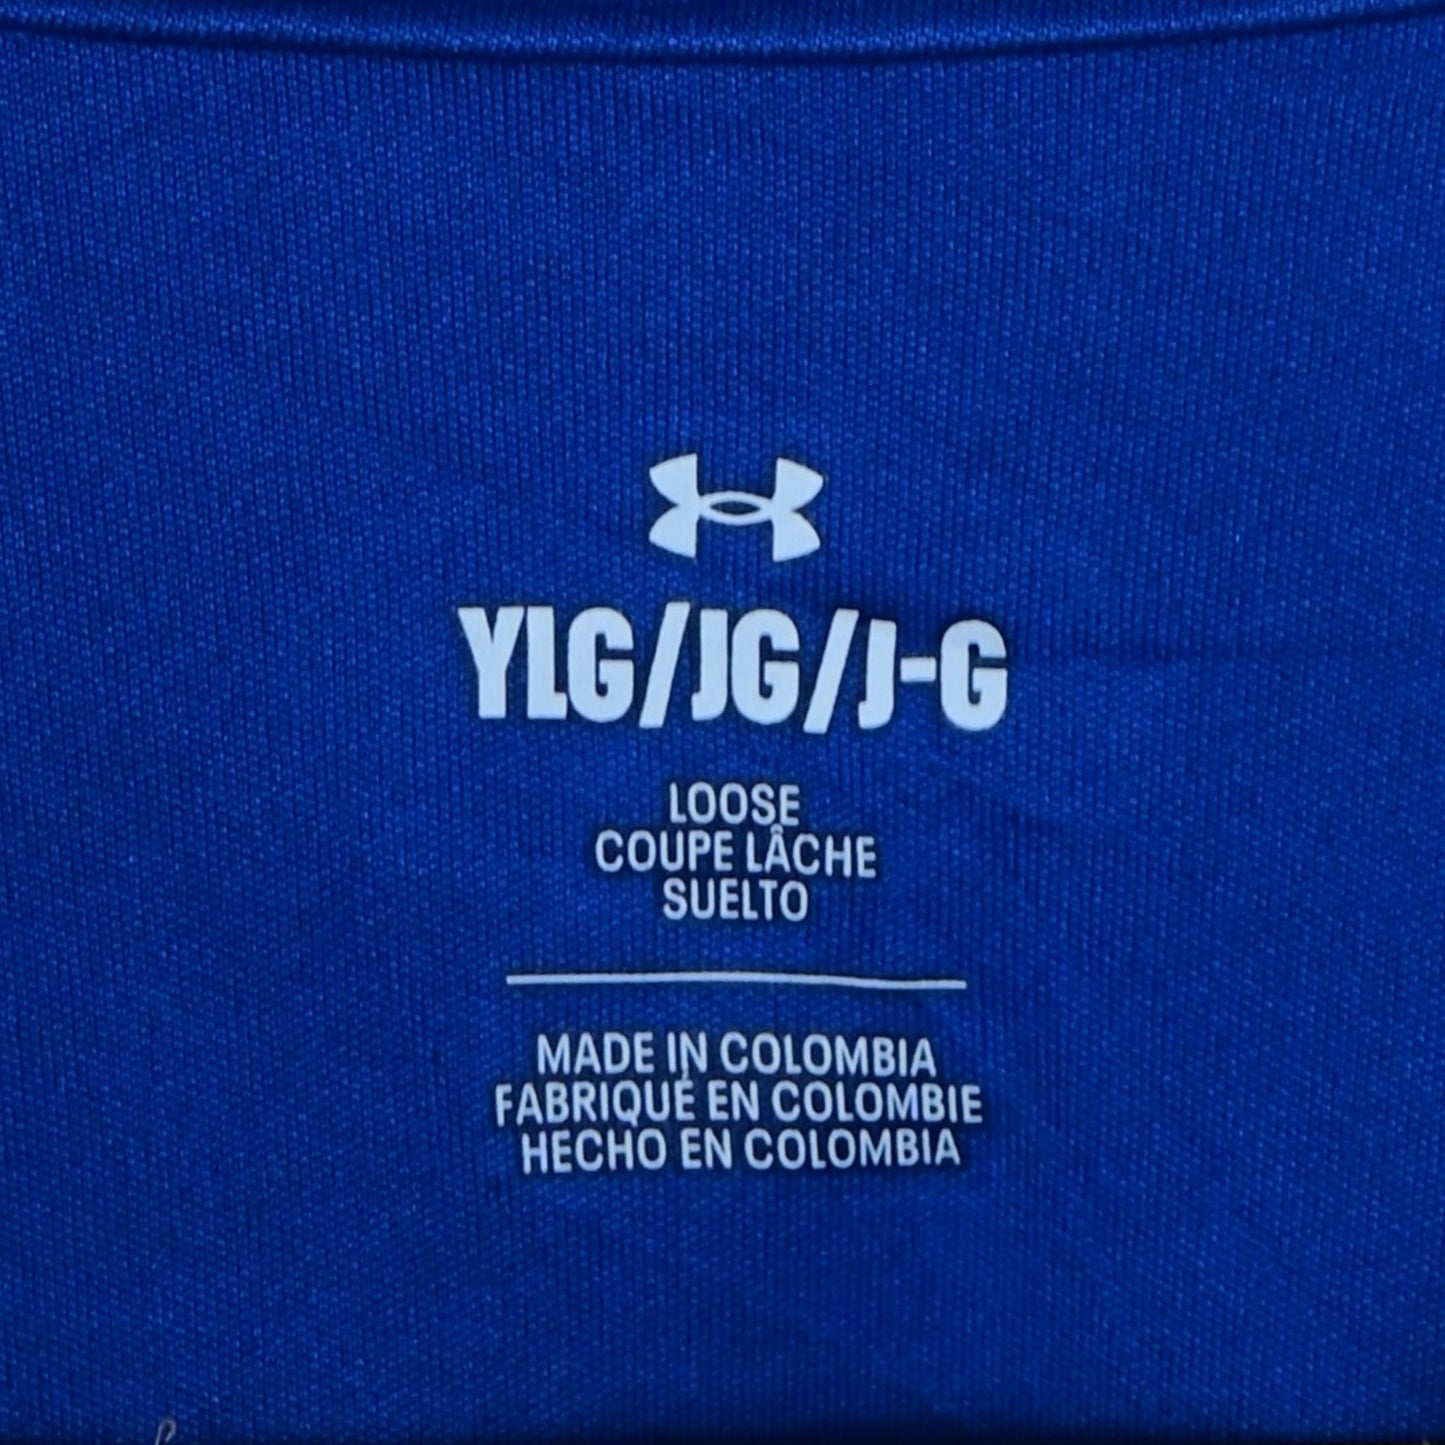 YLG/JG/J-G
LOOSE
COUPE LÂCHE
SUELTO
MADE IN COLOMBIA
FABRIQUÉ EN COLOMBIE
HECHO EN COLOMBIA